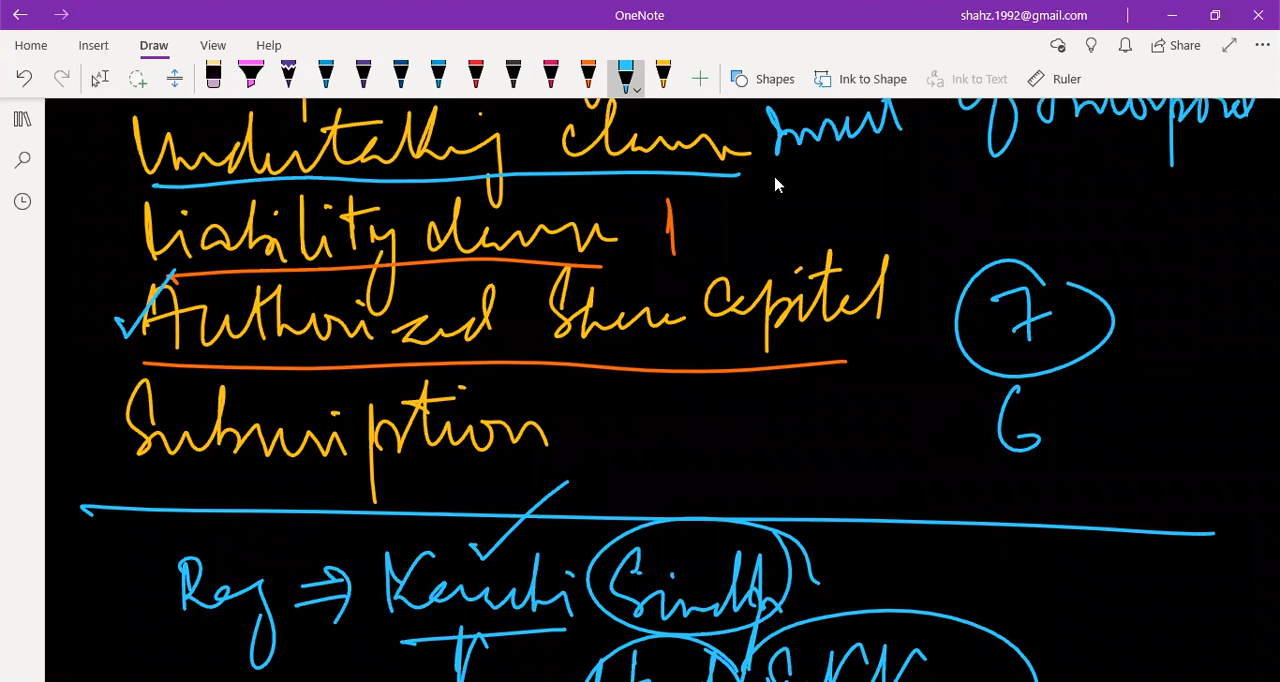 OneNote shahz.1992@gmail.com
Home Insert Draw View Help Share
Shapes Ink to Shape Ink to Text Ruler
Undertaking clause
Liability clause 1
Authorized Share Capital 7
Subscription 6
Reg ⇒ Karachi Sindh